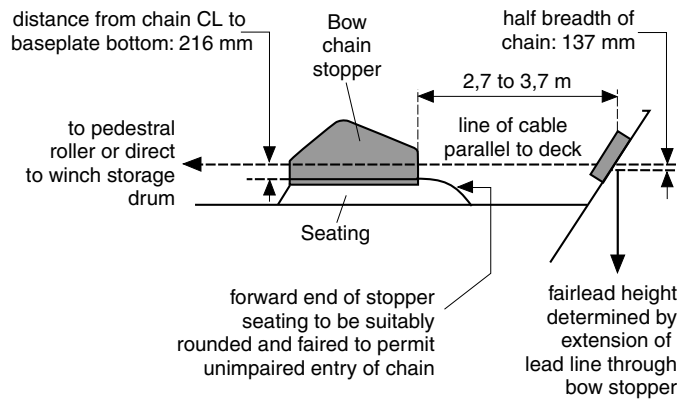 distance from chain CL to
baseplate bottom: 216 mm
Bow
chain
stopper
half breadth of
chain: 137 mm
2,7 to 3,7 m
to pedestral
roller or direct
to winch storage
drum
line of cable
parallel to deck
Seating
forward end of stopper
seating to be suitably
rounded and faired to permit
unimpaired entry of chain
fairlead height
determined by
extension of
lead line through
bow stopper